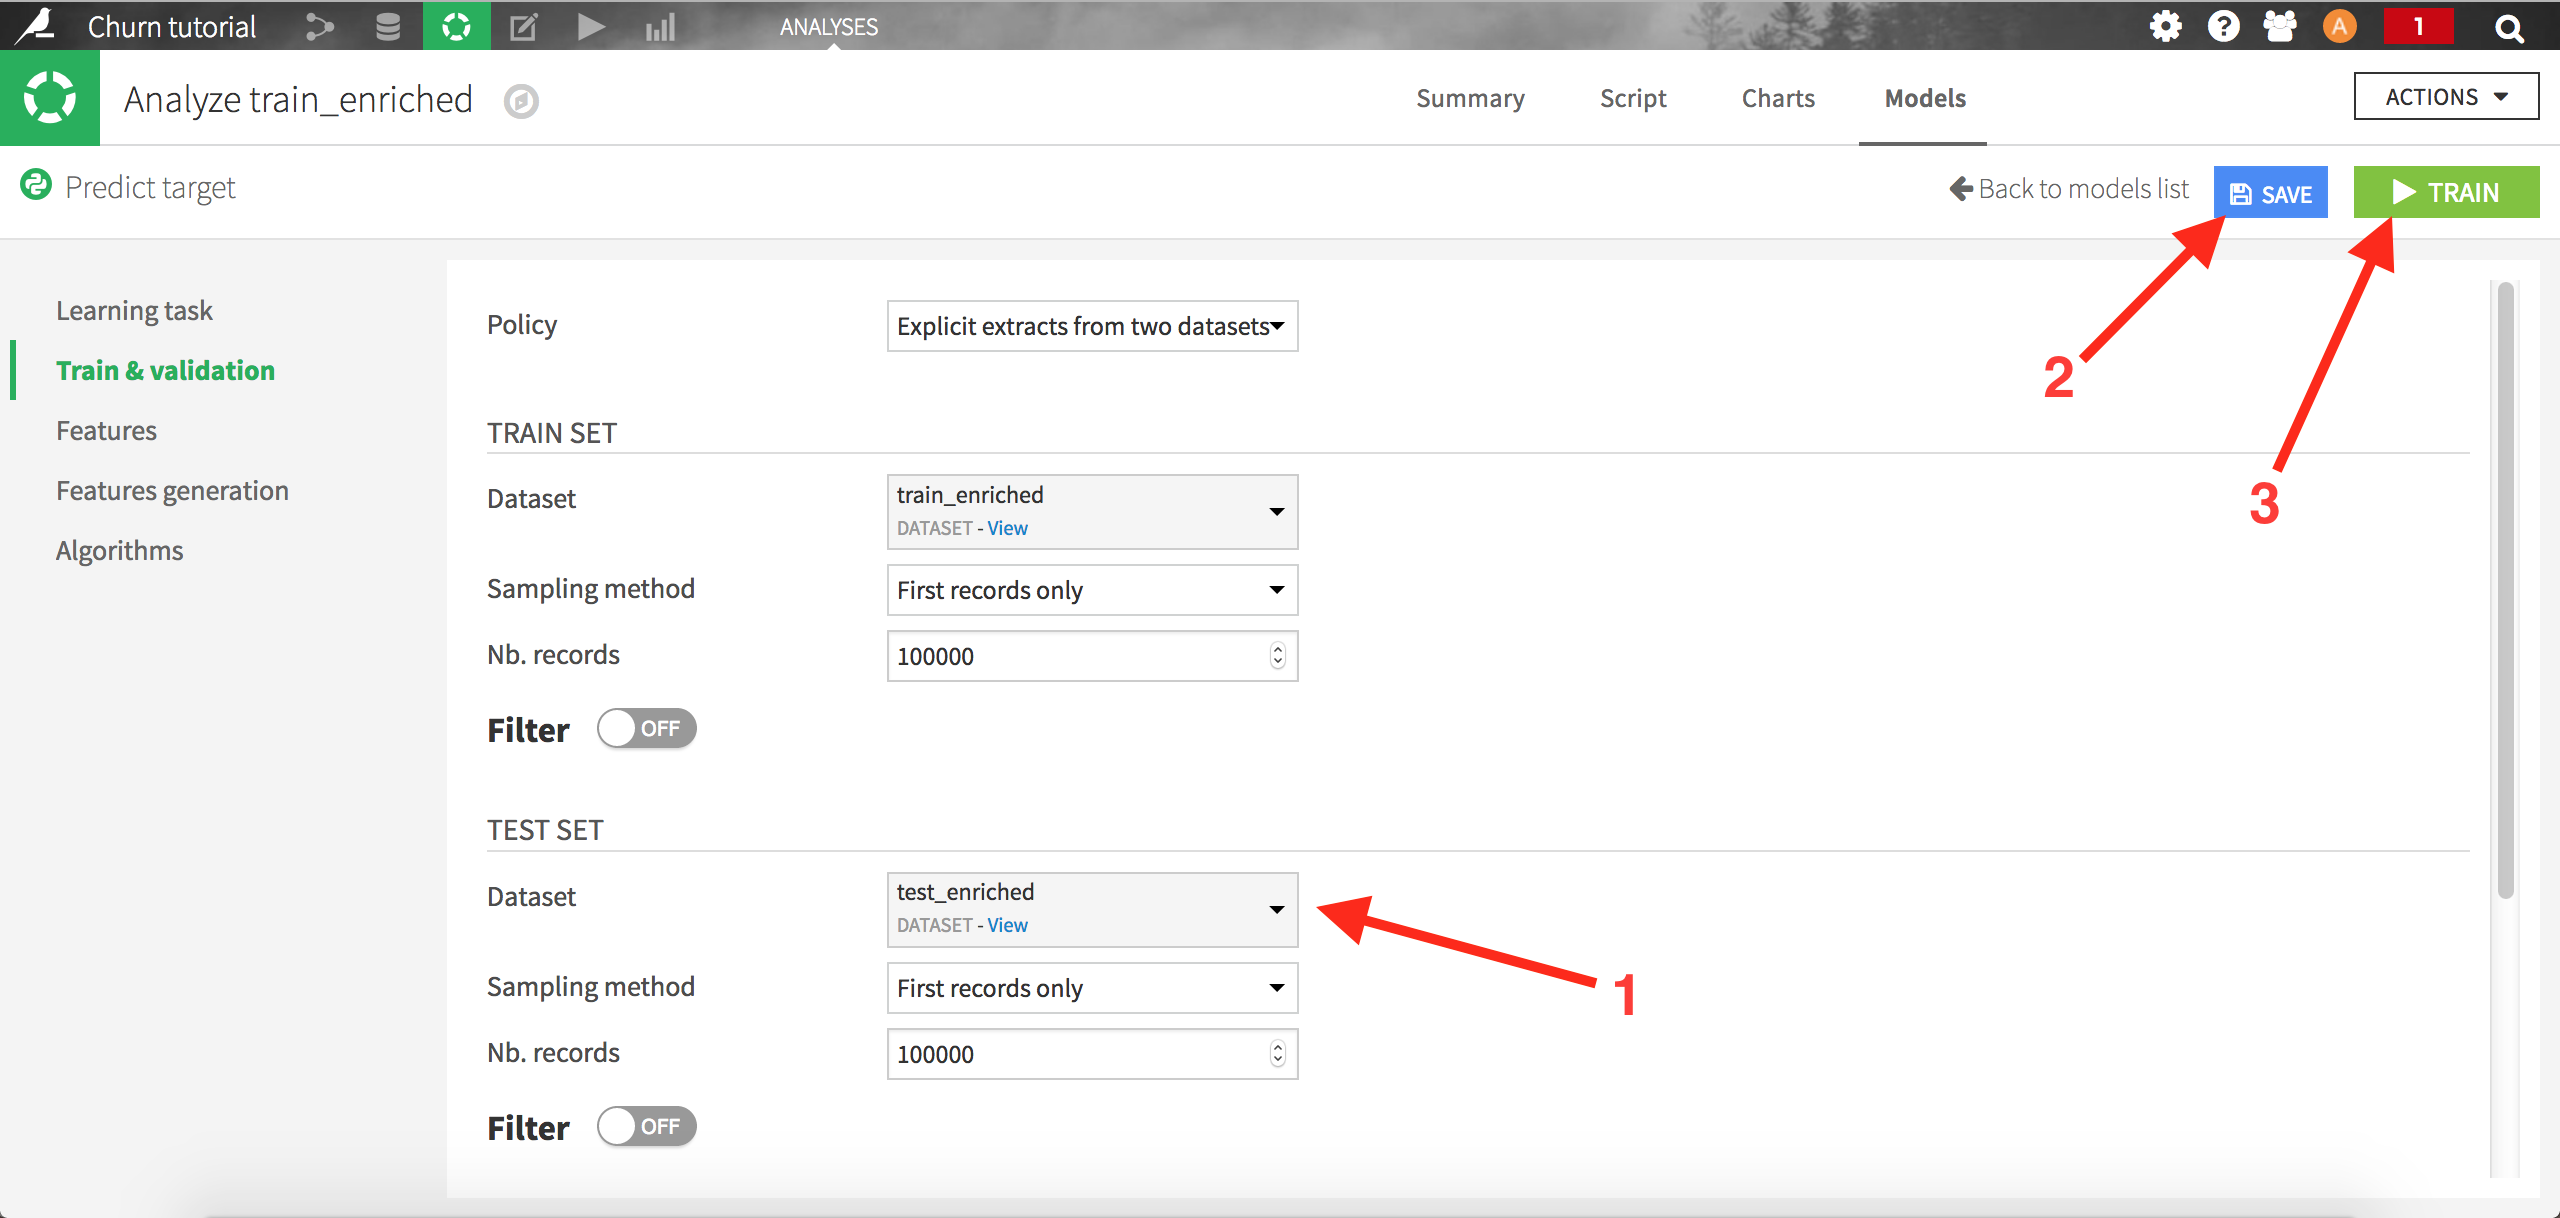 Churn tutorial
ANALYSES
A
1
Analyze train_enriched
Summary
Script
Charts
Models
ACTIONS
Predict target
Back to models list
SAVE
TRAIN
Learning task
Train & validation
Features
Features generation
Algorithms
Policy
Explicit extracts from two datasets
2
3
TRAIN SET
Dataset
train_enriched
DATASET - View
Sampling method
First records only
Nb. records
100000
Filter
OFF
TEST SET
Dataset
test_enriched
DATASET - View
1
Sampling method
First records only
Nb. records
100000
Filter
OFF